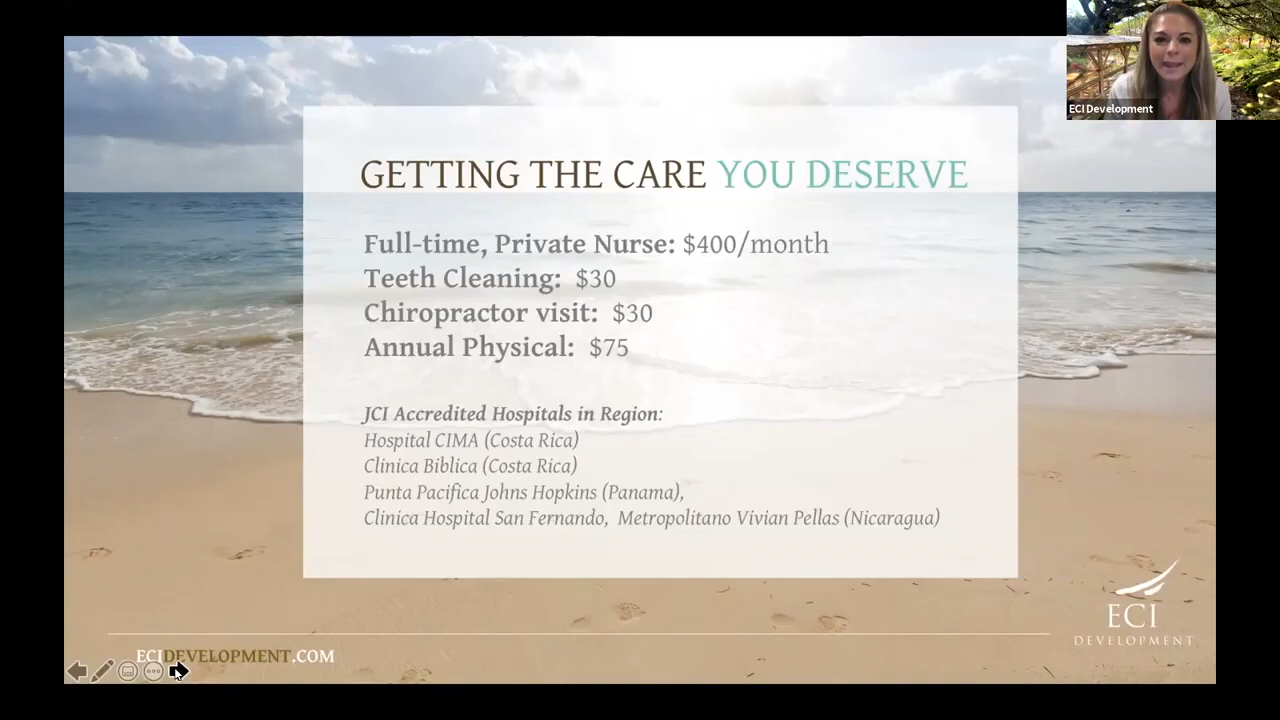 ECI Development
GETTING THE CARE YOU DESERVE
Full-time, Private Nurse: $400/month
Teeth Cleaning: $30
Chiropractor visit: $30
Annual Physical: $75
JCI Accredited Hospitals in Region:
Hospital CIMA (Costa Rica)
Clinica Biblica (Costa Rica)
Punta Pacifica Johns Hopkins (Panama),
Clinica Hospital San Fernando, Metropolitano Vivian Pellas (Nicaragua)
ECI
DEVELOPMENT
ECIDEVELOPMENT.COM